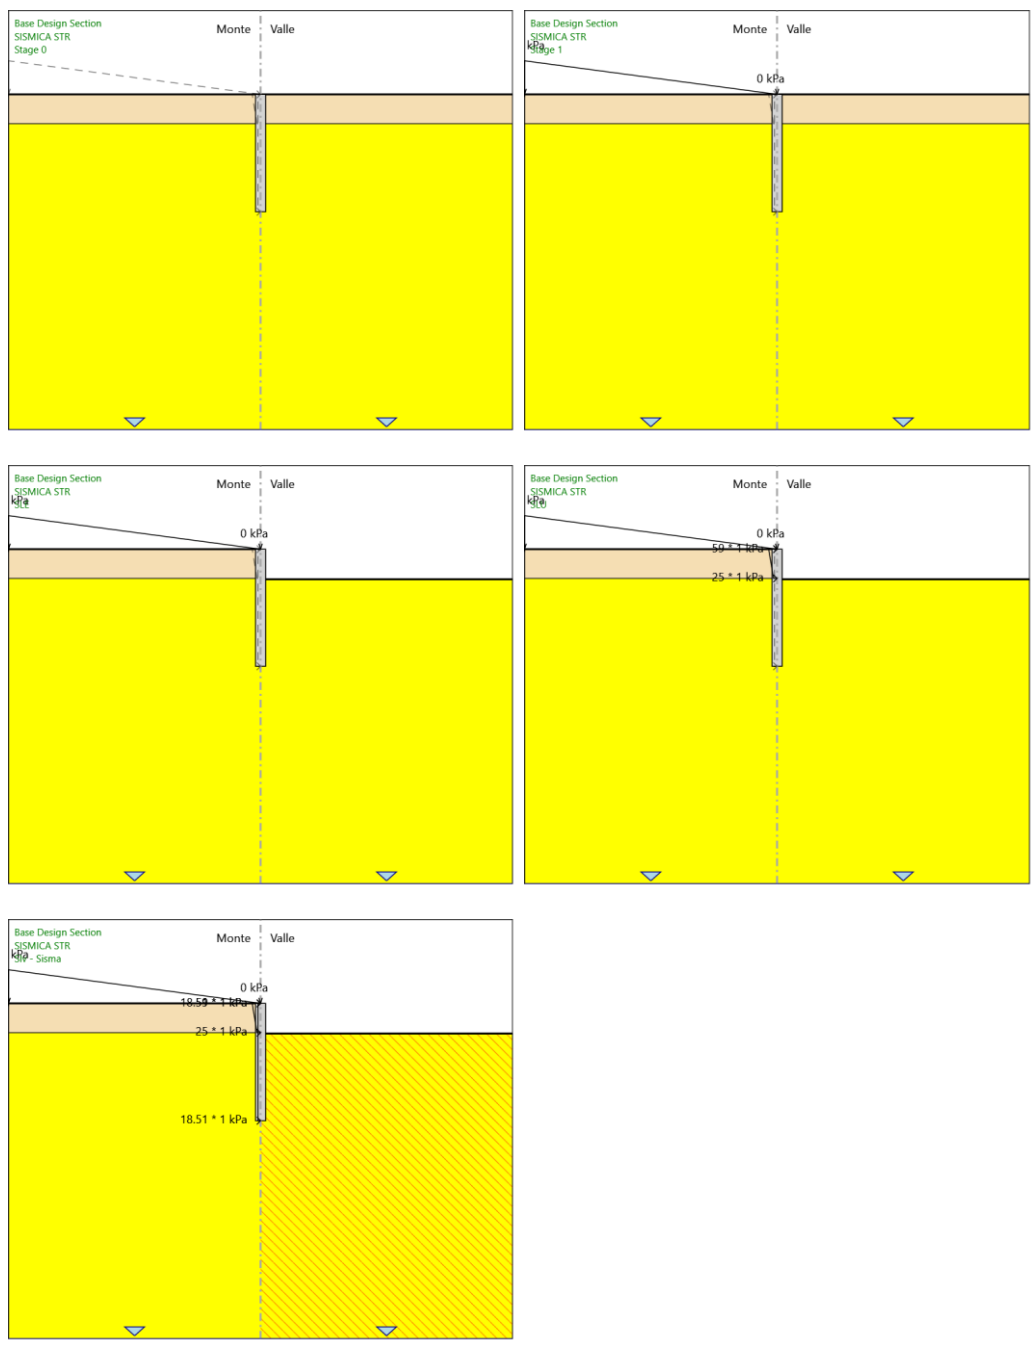 Base Design Section
SISMICA STR
Stage 0
Monte
Valle
Base Design Section
SISMICA STR
Stage 1
kPa
Monte
Valle
0 kPa
Base Design Section
SISMICA STR
kPa
Monte
Valle
0 kPa
Base Design Section
SISMICA STR
kPa
Monte
Valle
0 kPa
59 * 1 kPa
25 * 1 kPa
Base Design Section
SISMICA STR
- Sisma
kPa
Monte
Valle
0 kPa
* 1 kPa
25 * 1 kPa
18.51 * 1 kPa